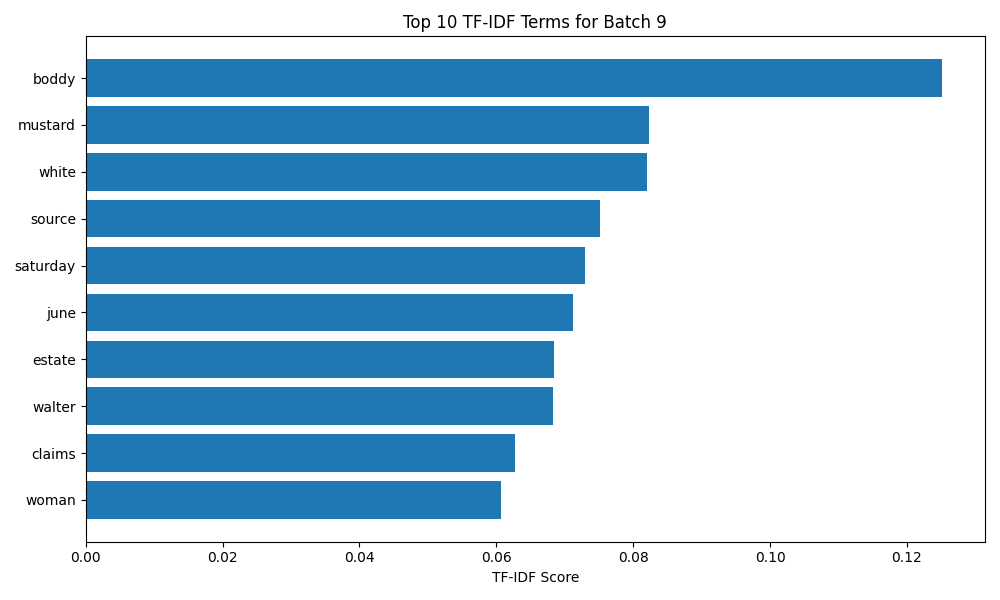 Top 10 TF-IDF Terms for Batch 9
boddy
mustard
white
source
saturday
june
estate
walter
claims
woman
0.00 0.02 0.04 0.06 0.08 0.10 0.12
TF-IDF Score